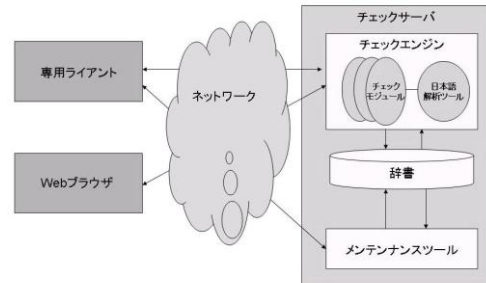 チェックサーバ
チェックエンジン
専用ライアント
ネットワーク
チェック
モジュール
日本語
解析ツール
Webブラウザ
辞書
メンテンナンスツール